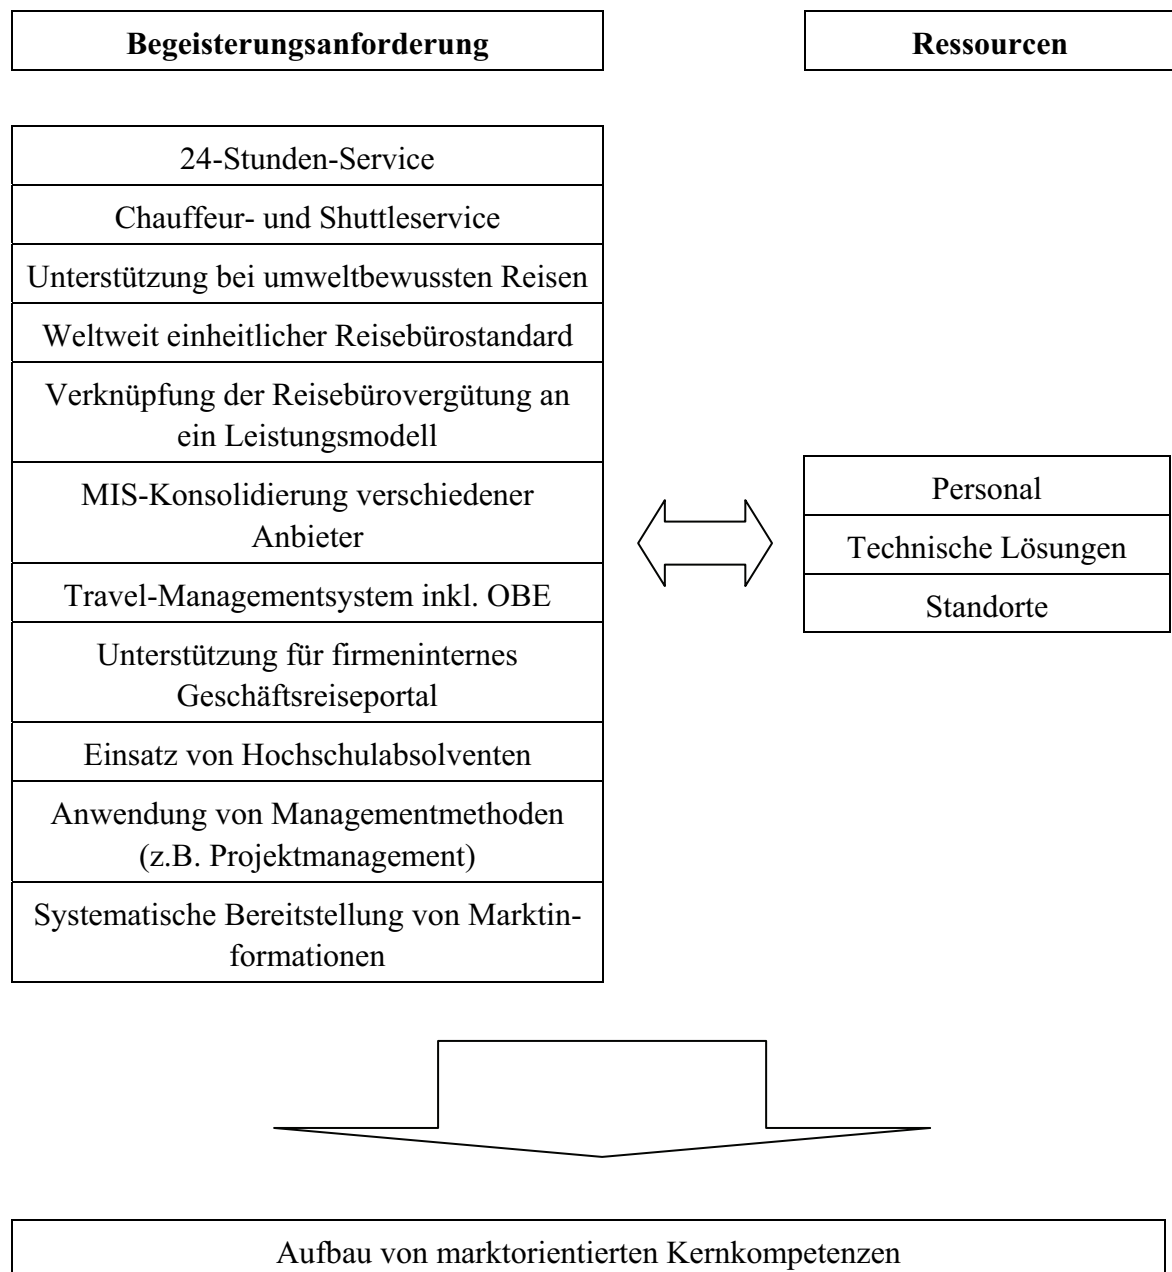 Begeisterungsanforderung
Ressourcen
24-Stunden-Service
Chauffeur- und Shuttleservice
Unterstützung bei umweltbewussten Reisen
Weltweit einheitlicher Reisebürostandard
Verknüpfung der Reisebürovergütung an
ein Leistungsmodell
MIS-Konsolidierung verschiedener
Anbieter
Travel-Managementsystem inkl. OBE
Unterstützung für firmeninternes
Geschäftsreiseportal
Einsatz von Hochschulabsolventen
Anwendung von Managementmethoden
(z.B. Projektmanagement)
Systematische Bereitstellung von Marktin-
formationen
Personal
Technische Lösungen
Standorte
Aufbau von marktorientierten Kernkompetenzen